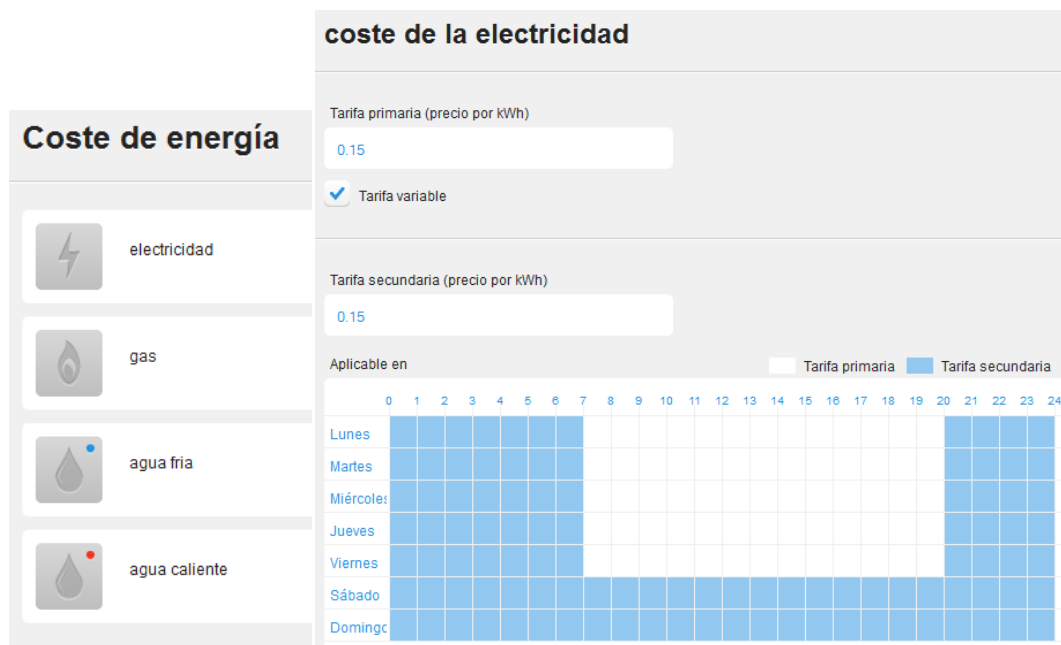 Coste de energía
electricidad
gas
agua fria
agua caliente
coste de la electricidad
Tarifa primaria (precio por kWh)
0.15
Tarifa variable
Tarifa secundaria (precio por kWh)
0.15
Aplicable en
Tarifa primaria Tarifa secundaria
0 1 2 3 4 5 6 7 8 9 10 11 12 13 14 15 16 17 18 19 20 21 22 23 24
Lunes
Martes
Miércoles
Jueves
Viernes
Sábado
Domingo